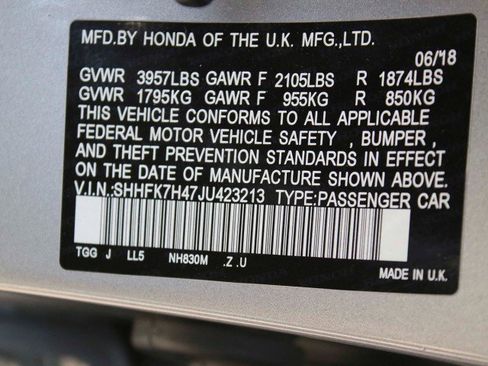 MFD.BY HONDA OF THE U.K. MFG.,LTD.
06/18
GVWR 3957LBS GAWR F 2105LBS R 1874LBS
GVWR 1795KG GAWR F 955KG R 850KG
THIS VEHICLE CONFORMS TO ALL APPLICABLE
FEDERAL MOTOR VEHICLE SAFETY , BUMPER ,
AND THEFT PREVENTION STANDARDS IN EFFECT
ON THE DATE OF MANUFACTURE SHOWN ABOVE.
V.I.N.:SHHFK7H47JU423213 TYPE:PASSENGER CAR
TGG J LL5 NH830M .Z .U MADE IN U.K.